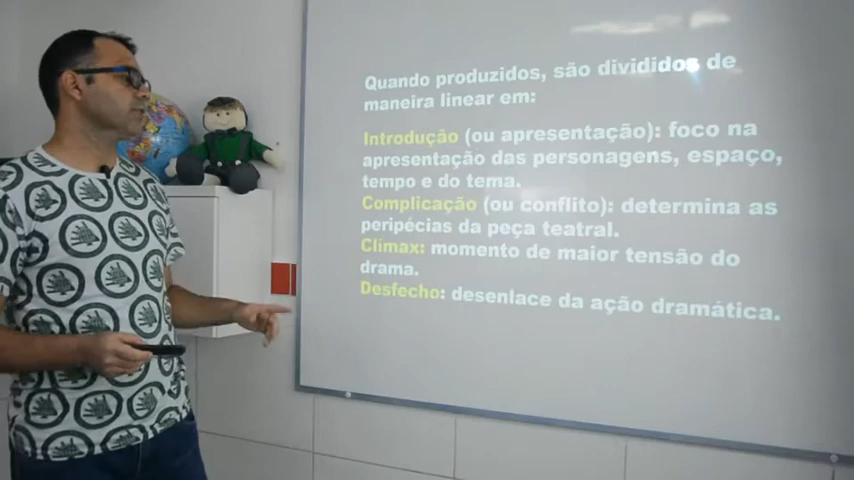 Quando produzidos, são divididos de
maneira linear em:
Introdução (ou apresentação): foco na
apresentação das personagens, espaço,
tempo e do tema.
Complicação (ou conflito): determina as
peripécias da peça teatral.
Clímax: momento de maior tensão do
drama.
Desfecho: desenlace da ação dramática.